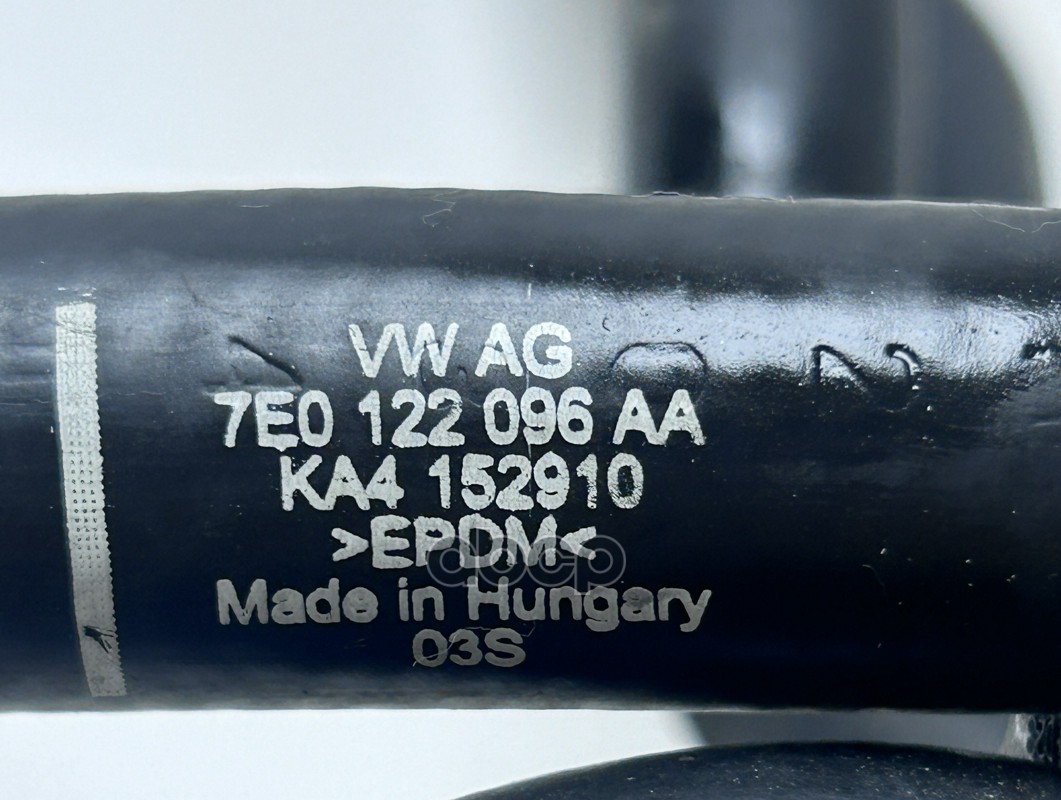 VW AG
7E0 122 096 AA
KA4 152910
>EPDM<
Made in Hungary
03S